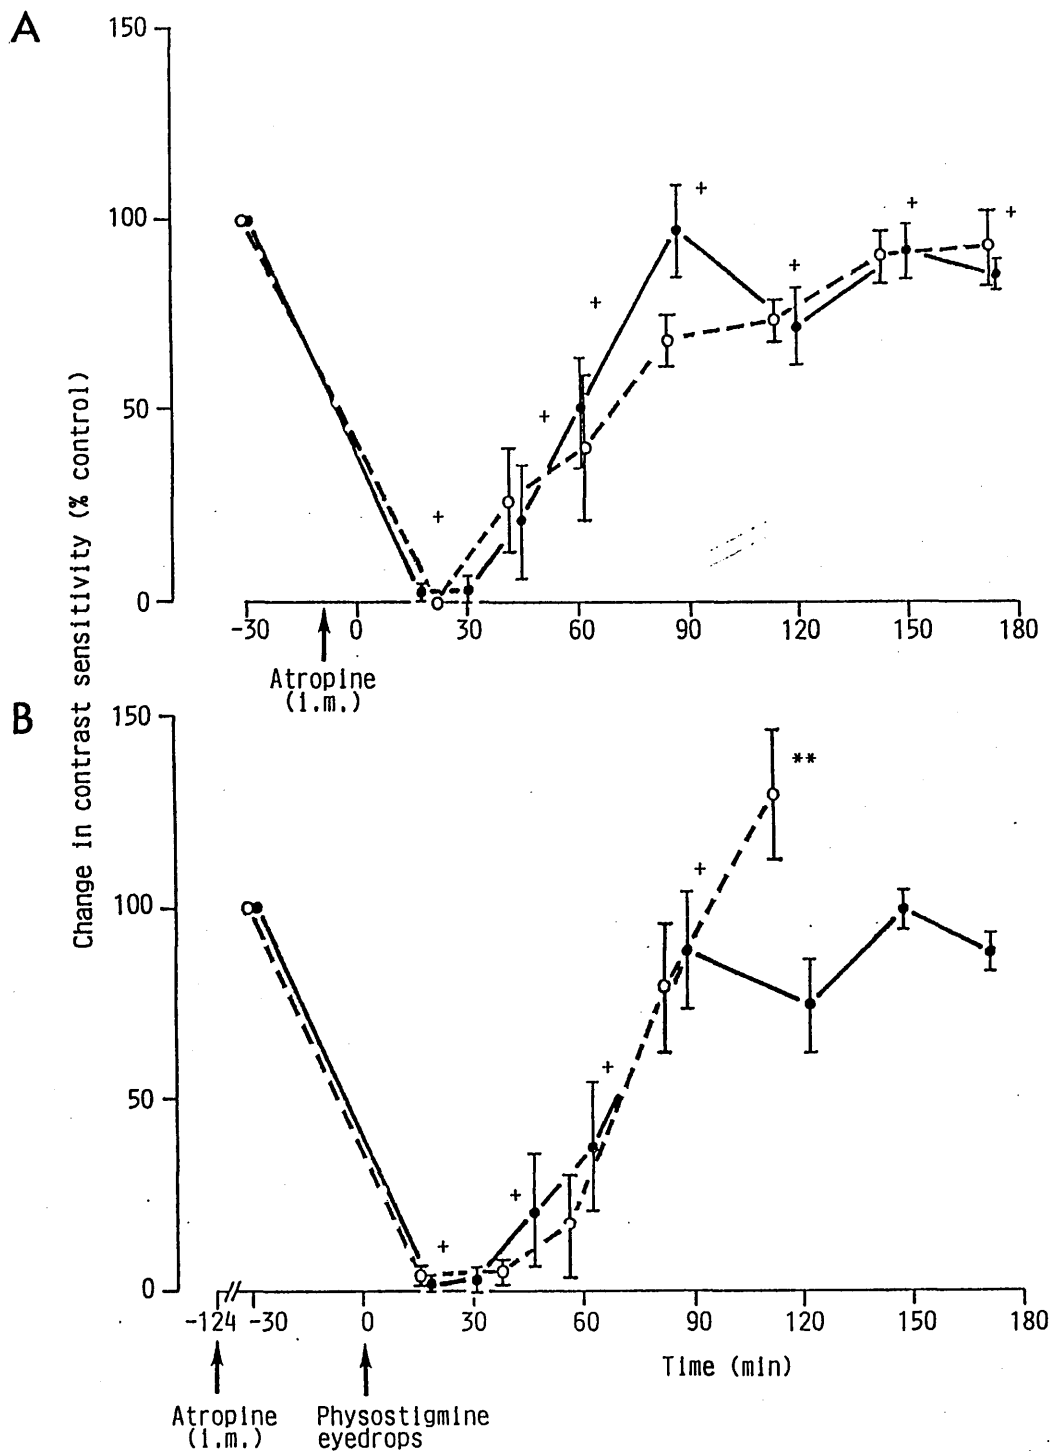 A
150
100
50
0
-30 0 30 60 90 120 150 180
Atropine
(i.m.)
Change in contrast sensitivity (% control)
B
150
100
50
0
**
-124 -30 0 30 60 90 120 150 180
Time (min)
Atropine
(i.m.)
Physostigmine
eyedrops